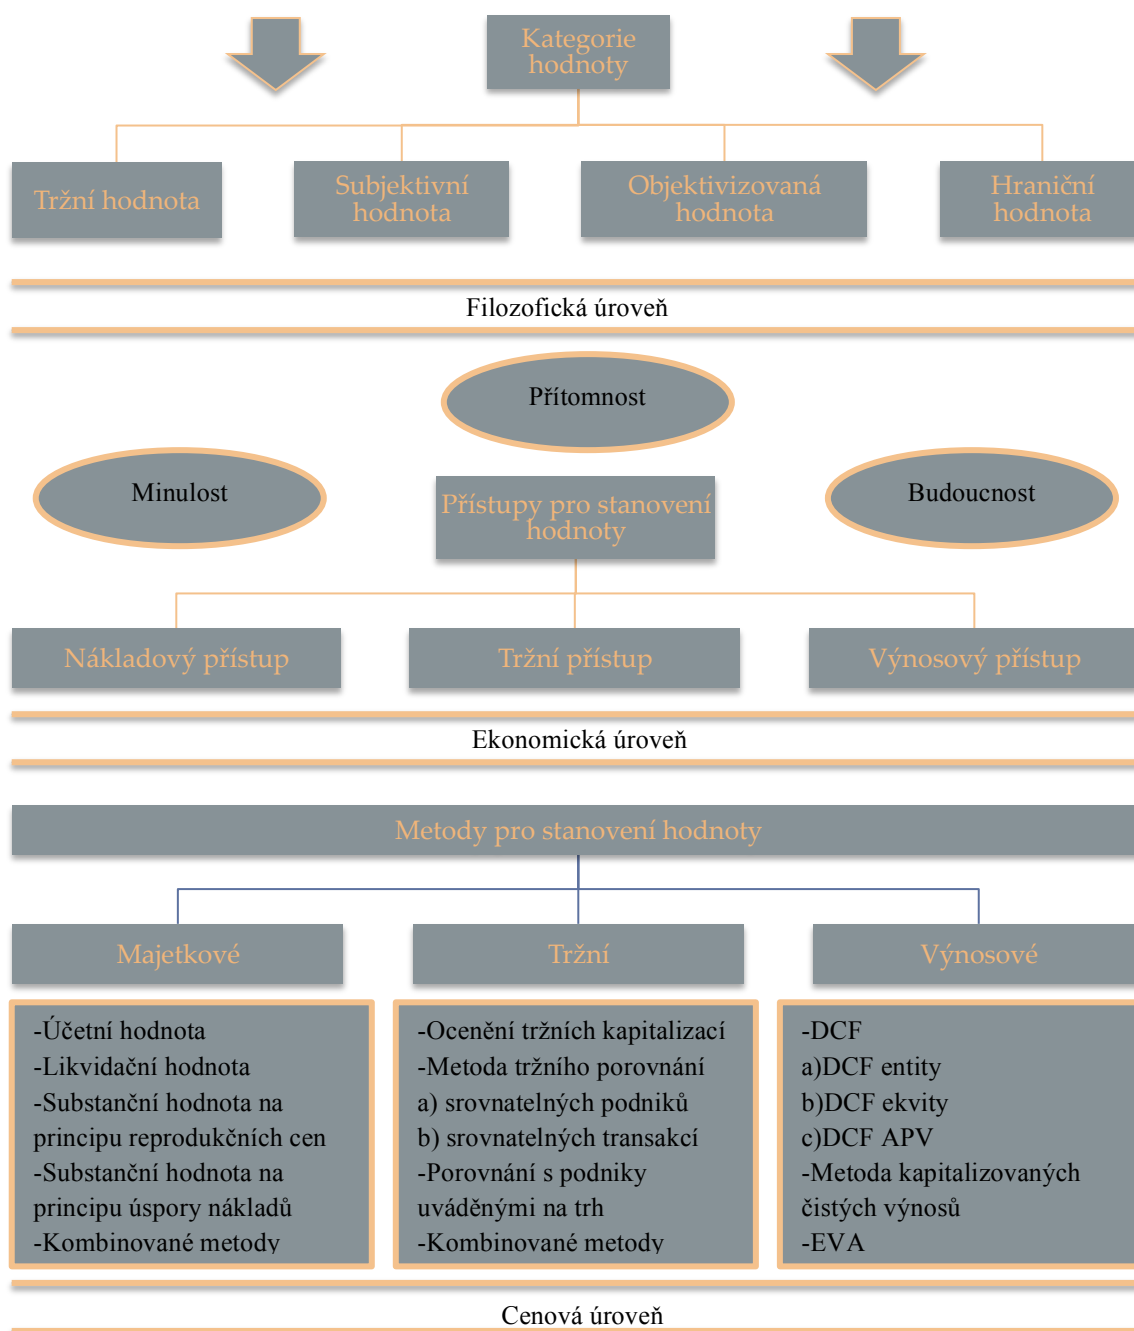 Kategorie
hodnoty
Tržní hodnota
Subjektivní
hodnota
Objektivizovaná
hodnota
Hraniční
hodnota
Filozofická úroveň
Přítomnost
Minulost
Budoucnost
Přístupy pro stanovení
hodnoty
Nákladový přístup
Tržní přístup
Výnosový přístup
Ekonomická úroveň
Metody pro stanovení hodnoty
Majetkové
Tržní
Výnosové
-Účetní hodnota
-Likvidační hodnota
-Substanční hodnota na
principu reprodukčních cen
-Substanční hodnota na
principu úspory nákladů
-Kombinované metody
-Ocenění tržních kapitalizací
-Metoda tržního porovnání
a) srovnatelných podniků
b) srovnatelných transakcí
-Porovnání s podniky
uváděnými na trh
-Kombinované metody
-DCF
a)DCF entity
b)DCF ekvity
c)DCF APV
-Metoda kapitalizovaných
čistých výnosů
-EVA
Cenová úroveň